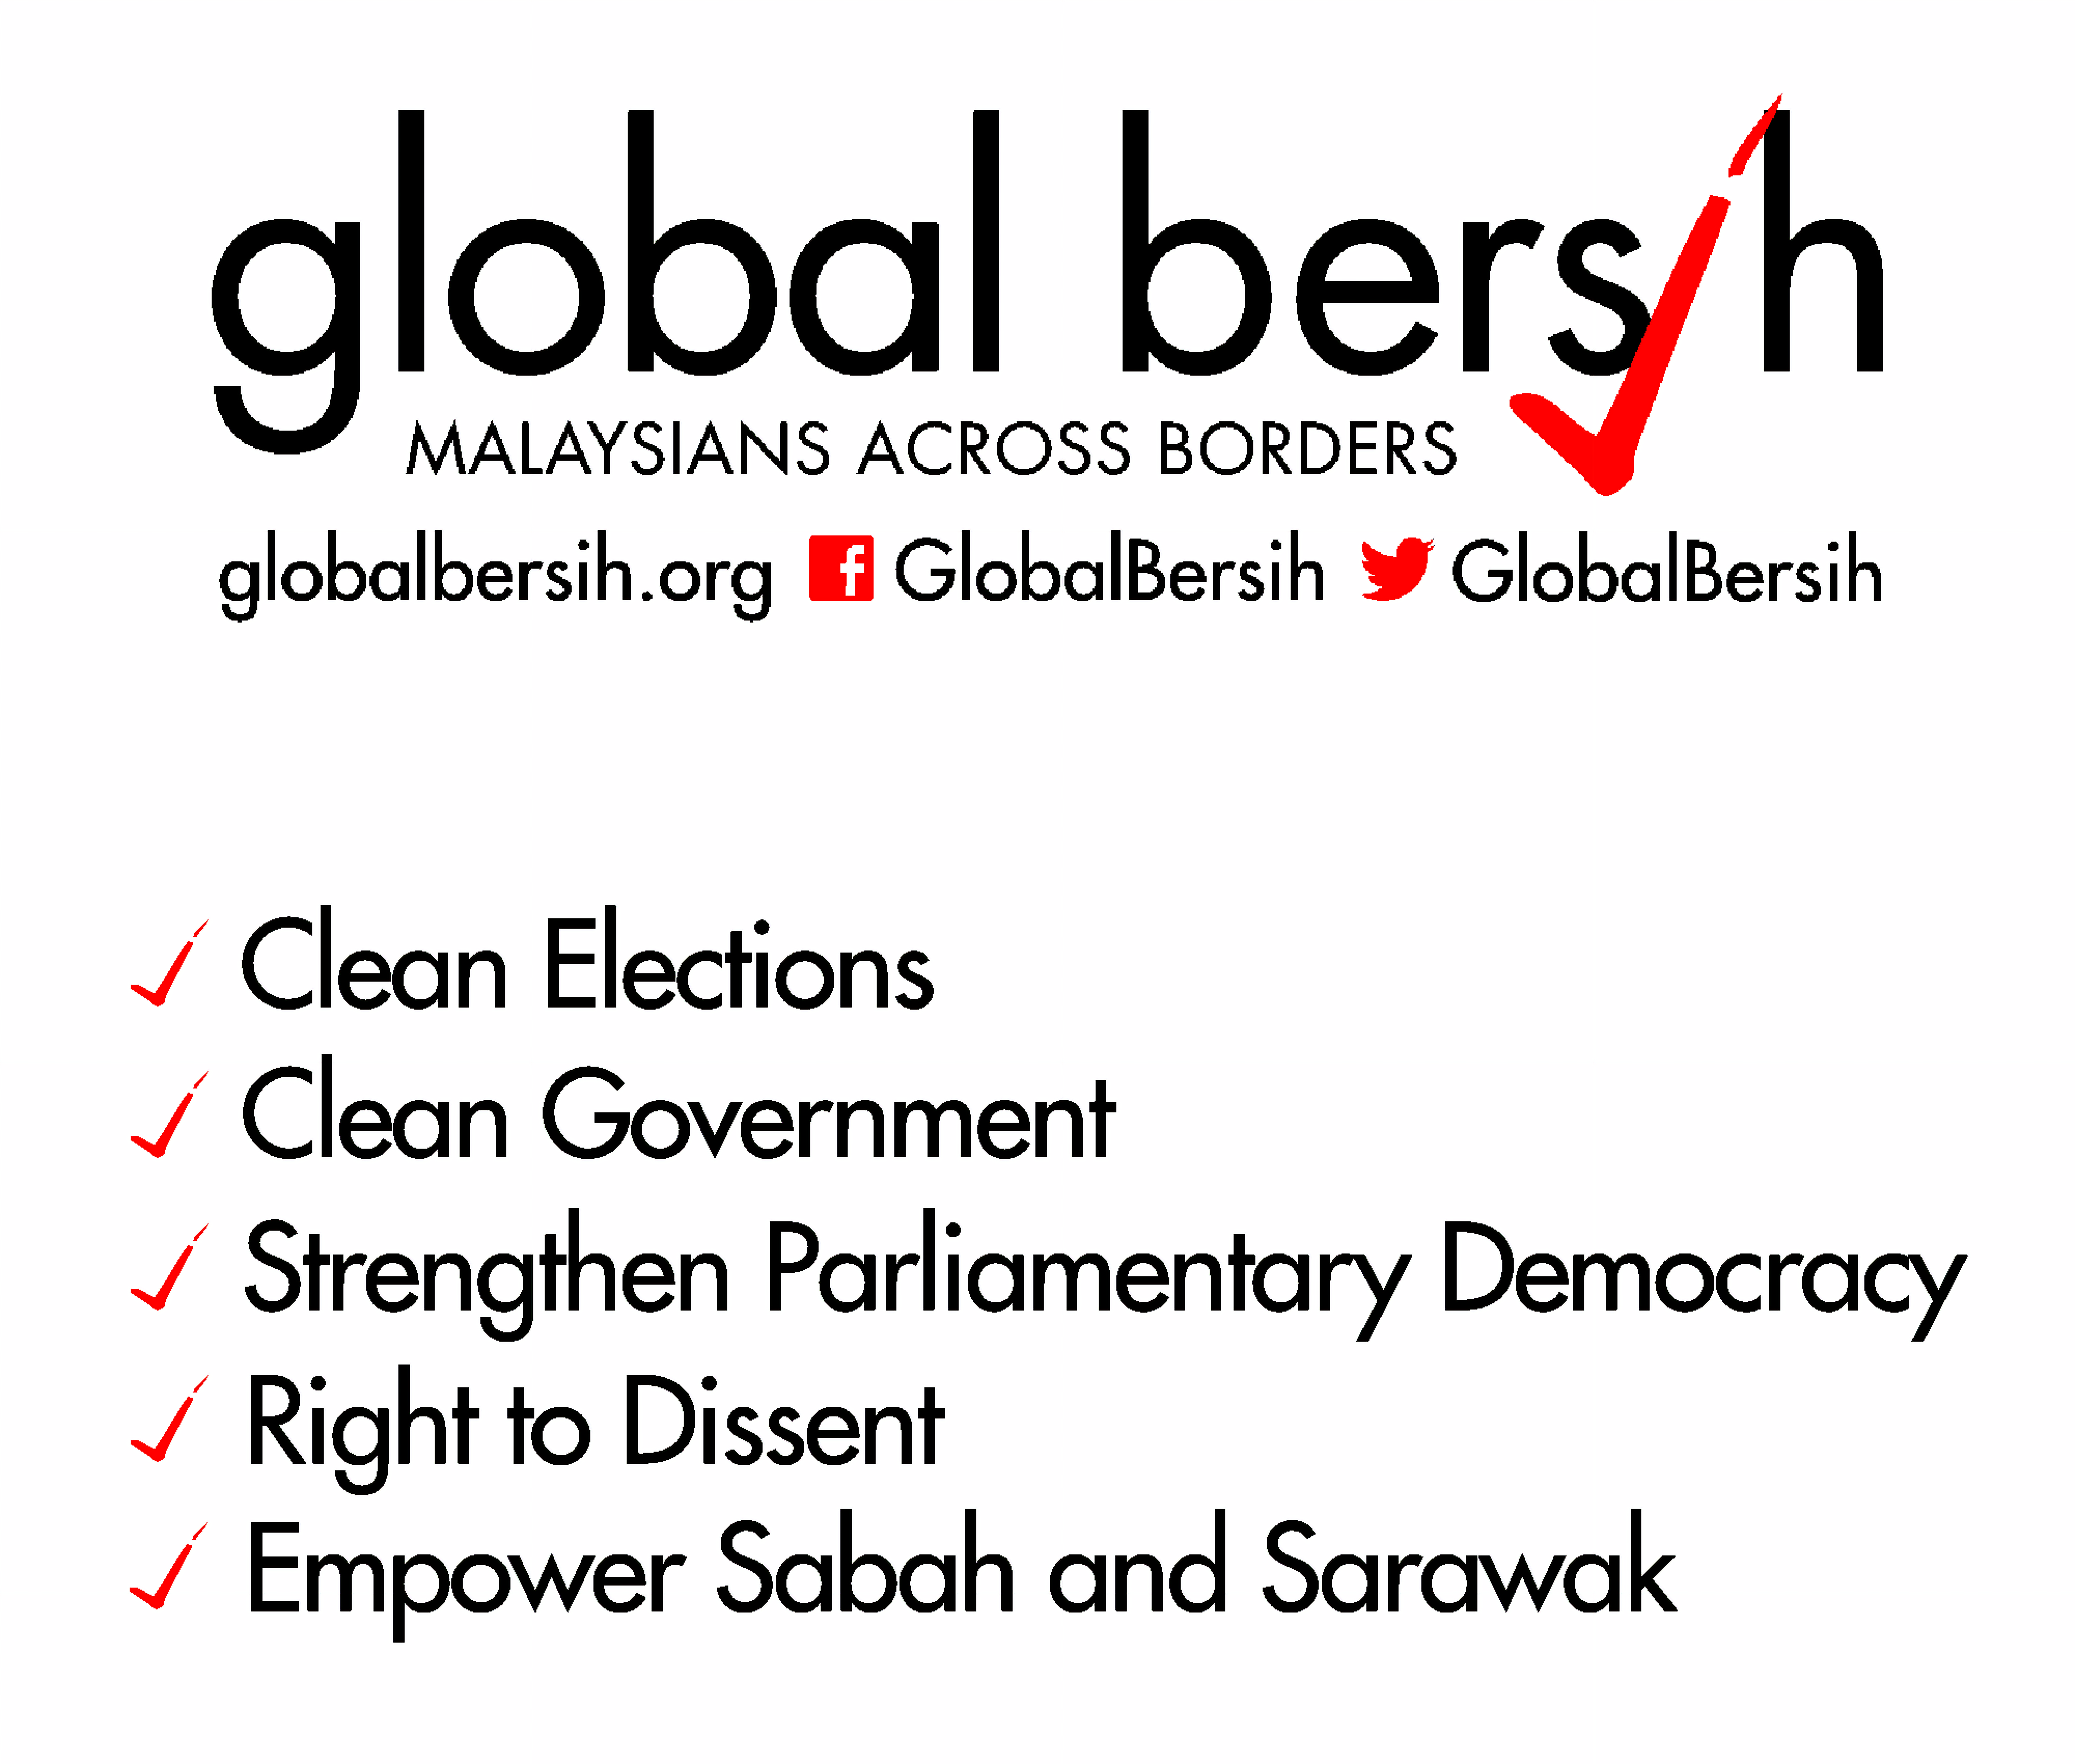 global bersih
MALAYSIANS ACROSS BORDERS
globalbersih.org GlobalBersih GlobalBersih
Clean Elections
Clean Government
Strengthen Parliamentary Democracy
Right to Dissent
Empower Sabah and Sarawak